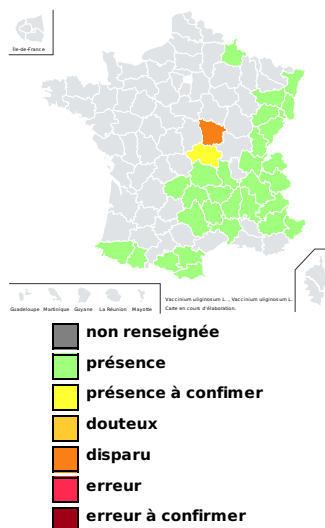 Île-de-France
Guadeloupe Martinique Guyane La Réunion Mayotte
Vaccinium uliginosum L. , Vaccinium uliginosum L.
Carte en cours d'élaboration.
non renseignée
présence
présence à confimer
douteux
disparu
erreur
erreur à confirmer